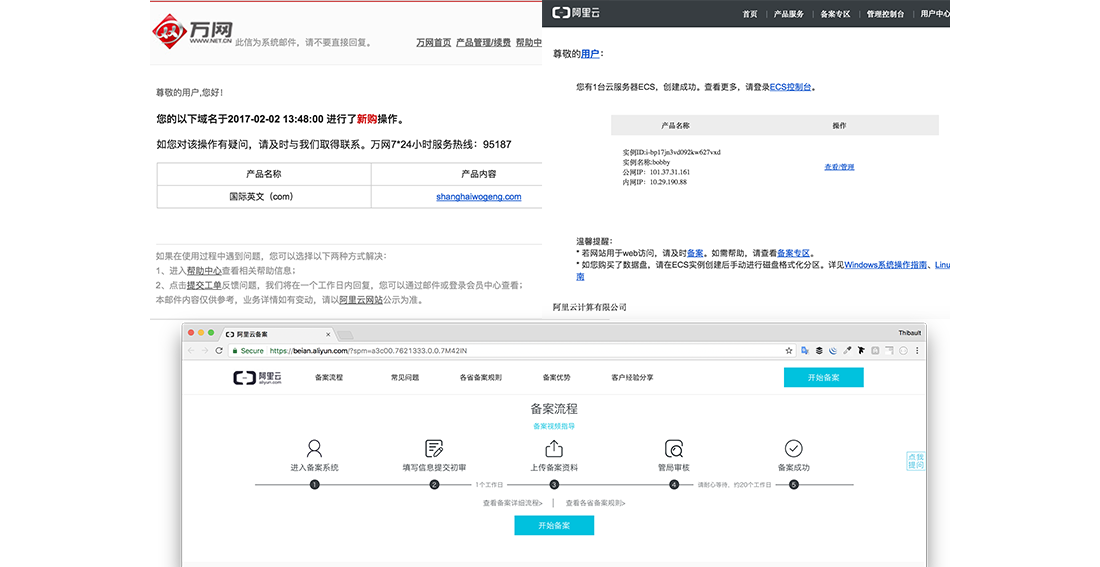 万网
WWW.NET.CN
此信为系统邮件，请不要直接回复。
万网首页 产品管理/续费 帮助中
尊敬的用户,您好!
您的以下域名于2017-02-02 13:48:00 进行了新购操作。
如您对该操作有疑问，请及时与我们取得联系。万网7*24小时服务热线：95187
产品名称 产品内容
国际英文（com） shanghaiwogeng.com
如果在使用过程中遇到问题，您可以选择以下两种方式解决:
1、进入帮助中心查看相关帮助信息；
2、点击提交工单反馈问题，我们将在一个工作日内回复，您可以通过邮件或登录会员中心查看；
本邮件内容仅供参考，业务详情如有变动，请以阿里云网站公示为准。
阿里云
首页 | 产品服务 | 备案专区 | 管理控制台 | 用户中心
尊敬的用户：
您有1台云服务器ECS，创建成功。查看更多，请登录ECS控制台。
产品名称 操作
实例ID:i-bp17jn3vd092kw627vxd
实例名称:bobby
公网IP：101.37.31.161
内网IP：10.29.190.88
查看/管理
温馨提醒：
* 若网站用于web访问，请及时备案。如需帮助，请查看备案专区。
* 如您购买了数据盘，请在ECS实例创建后手动进行磁盘格式化分区。详见Windows系统操作指南、Linu
南
阿里云计算有限公司
阿里云备案
Thibault
Secure https://beian.aliyun.com/?spm=a3c00.7621333.0.0.7M42IN
阿里云
aliyun.com
备案流程 常见问题 各省备案规则 备案优势 客户经验分享
开始备案
备案流程
备案视频指导
进入备案系统 填写信息提交初审 上传备案资料 管局审核 备案成功
1 2 1个工作日 3 4 请耐心等待，约20个工作日 5
查看备案详细流程> | 查看各省备案规则>
开始备案
点我
提问